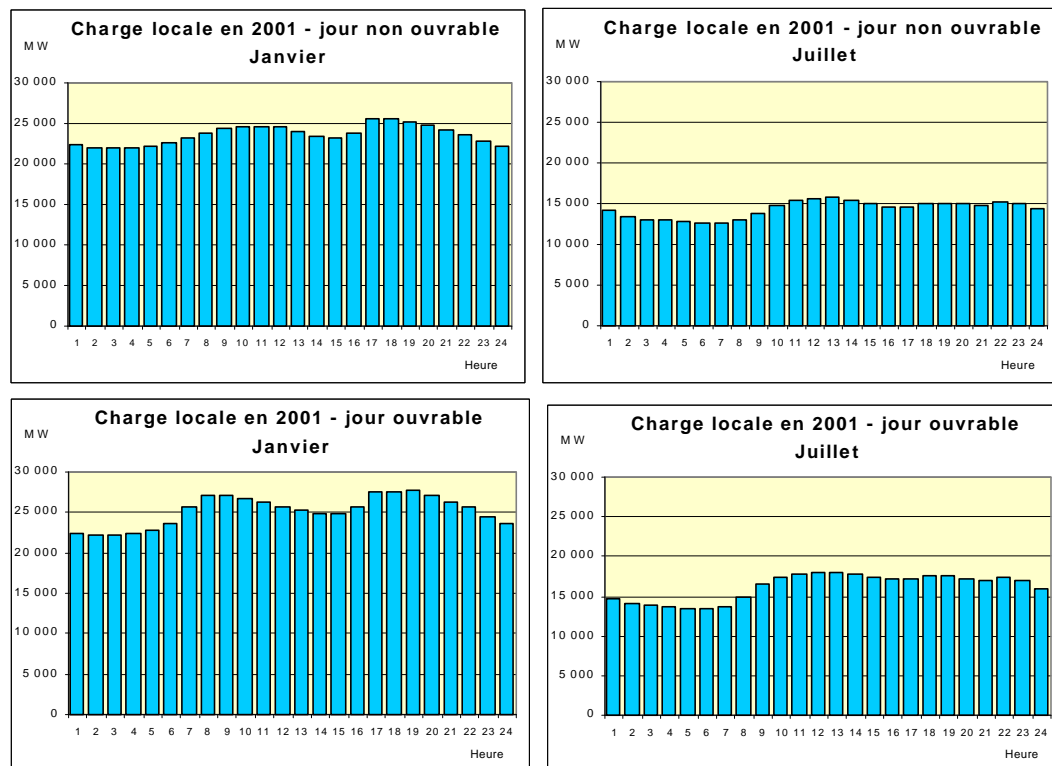 Charge locale en 2001 - jour non ouvrable
Janvier
MW
30 000
25 000
20 000
15 000
10 000
5 000
0
1 2 3 4 5 6 7 8 9 10 11 12 13 14 15 16 17 18 19 20 21 22 23 24
Heure
Charge locale en 2001 - jour non ouvrable
Juillet
MW
30 000
25 000
20 000
15 000
10 000
5 000
0
1 2 3 4 5 6 7 8 9 10 11 12 13 14 15 16 17 18 19 20 21 22 23 24
Heure
Charge locale en 2001 - jour ouvrable
Janvier
MW
30 000
25 000
20 000
15 000
10 000
5 000
0
1 2 3 4 5 6 7 8 9 10 11 12 13 14 15 16 17 18 19 20 21 22 23 24
Heure
Charge locale en 2001 - jour ouvrable
Juillet
MW
30 000
25 000
20 000
15 000
10 000
5 000
0
1 2 3 4 5 6 7 8 9 10 11 12 13 14 15 16 17 18 19 20 21 22 23 24
Heure